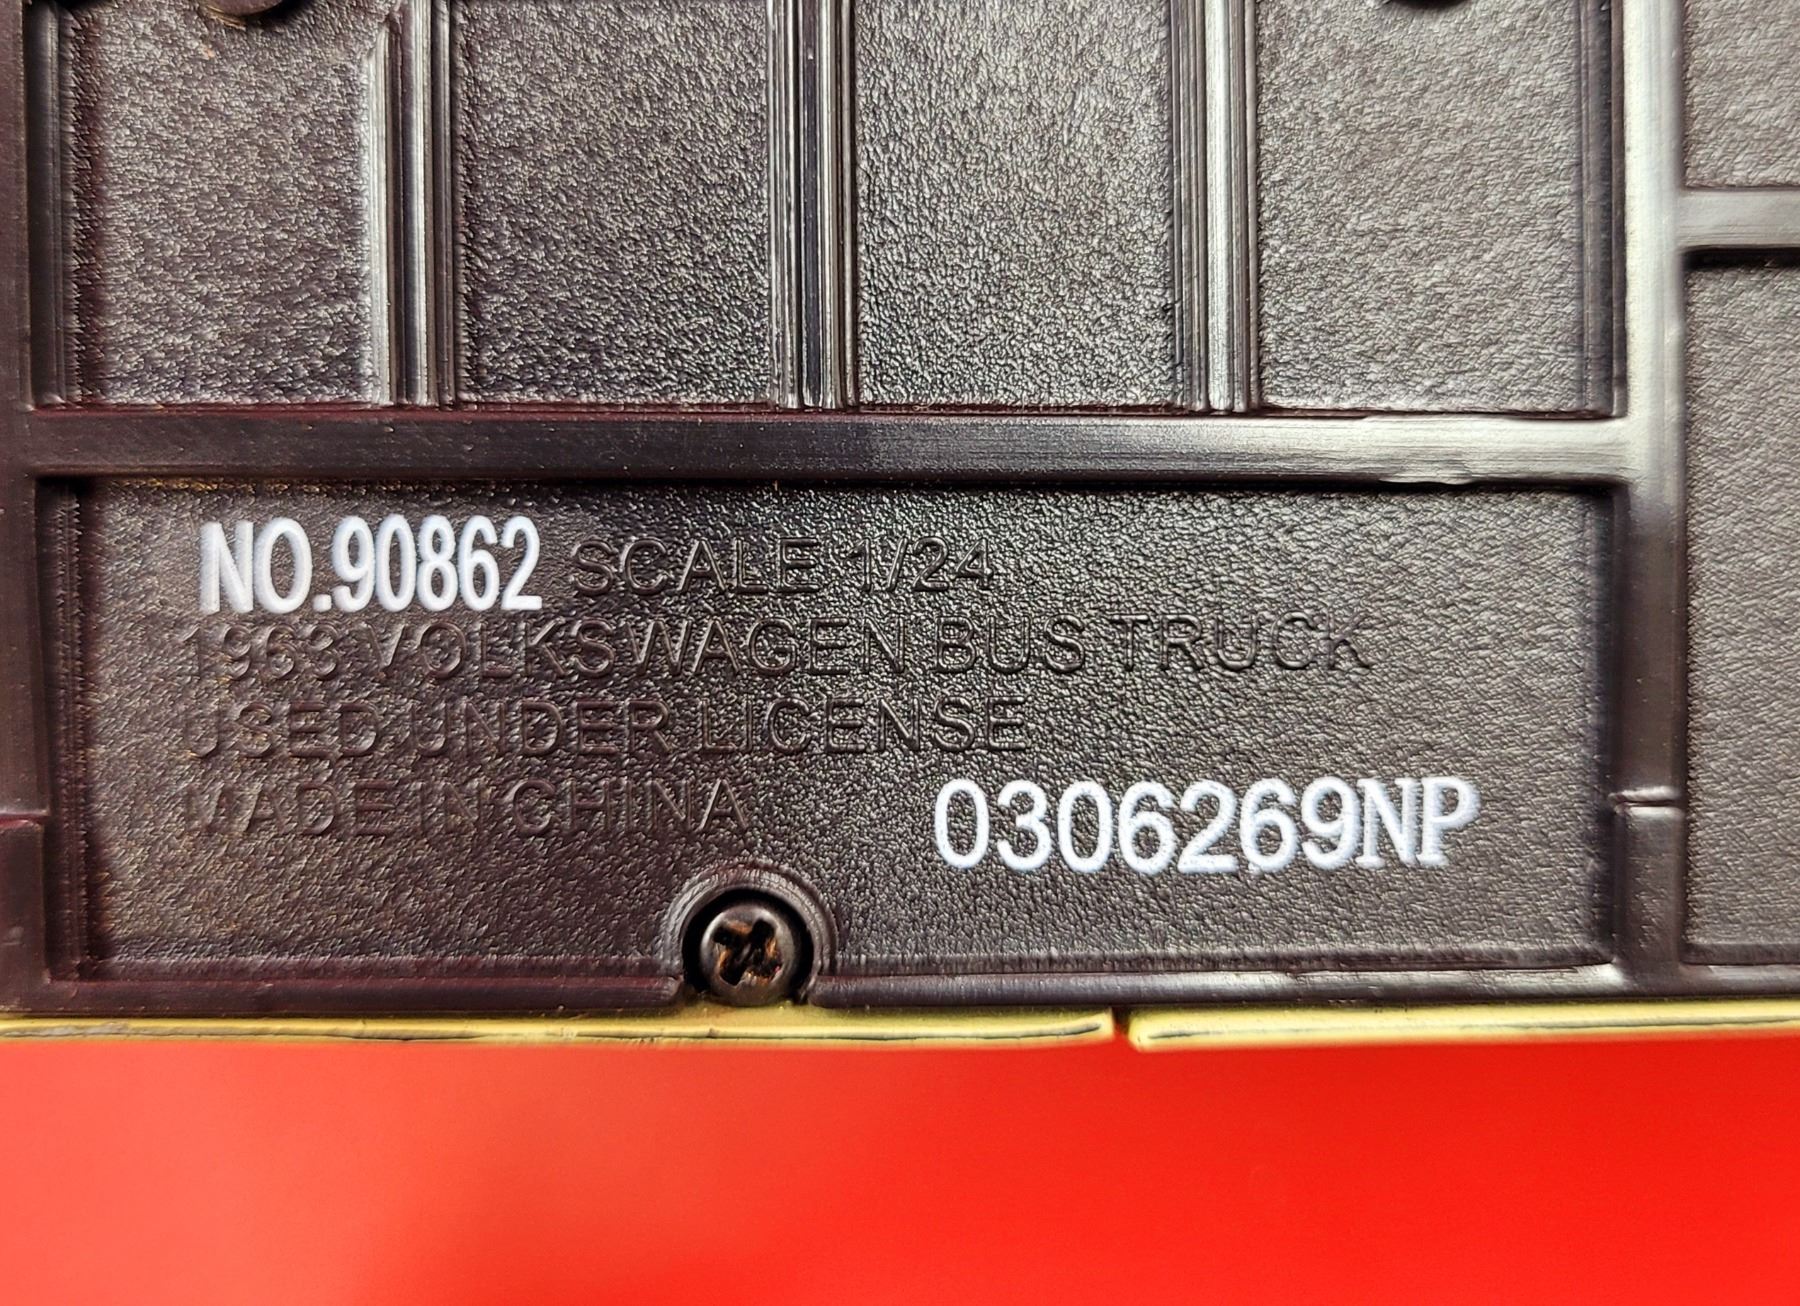 NO.90862 SCALE 1/24
1963 VOLKSWAGEN BUS TRUCK
USED UNDER LICENSE
MADE IN CHINA
0306269NP